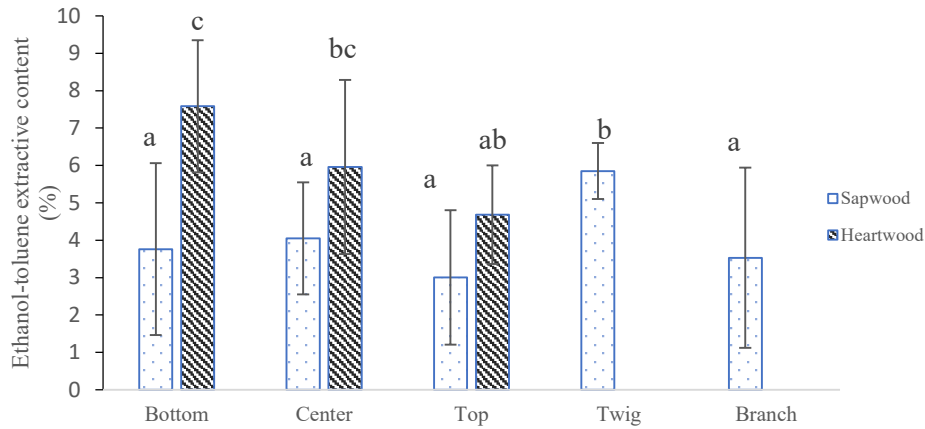 Ethanol-toluene extractive content
(%)
10
9
8
7
6
5
4
3
2
1
0
a
c
a
bc
a
ab
b
a
Bottom
Center
Top
Twig
Branch
Sapwood
Heartwood